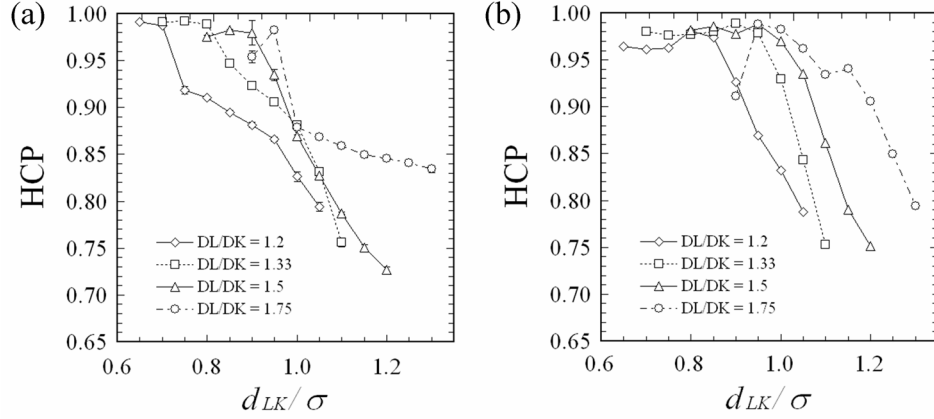 (a)
1.00
0.95
0.90
0.85
0.80
0.75
0.70
0.65
HCP
DL/DK = 1.2
DL/DK = 1.33
DL/DK = 1.5
DL/DK = 1.75
0.6 0.8 1.0 1.2
d LK / σ
(b)
1.00
0.95
0.90
0.85
0.80
0.75
0.70
0.65
HCP
DL/DK = 1.2
DL/DK = 1.33
DL/DK = 1.5
DL/DK = 1.75
0.6 0.8 1.0 1.2
d LK / σ